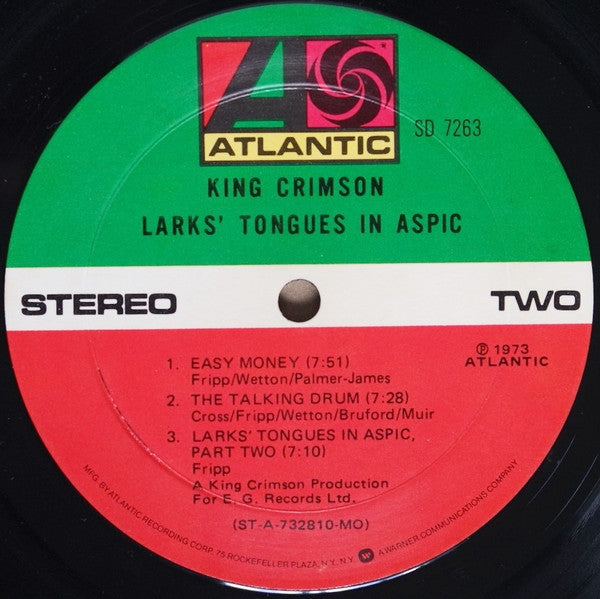 ATLANTIC
SD 7263
KING CRIMSON
LARKS' TONGUES IN ASPIC
STEREO
TWO
℗ 1973
ATLANTIC
1. EASY MONEY (7:51)
Fripp/Wetton/Palmer-James
2. THE TALKING DRUM (7:28)
Cross/Fripp/Wetton/Bruford/Muir
3. LARKS' TONGUES IN ASPIC,
PART TWO (7:10)
Fripp
A King Crimson Production
For E. G. Records Ltd.
(ST-A-732810-MO)
MFG. BY ATLANTIC RECORDING CORP. 75 ROCKEFELLER PLAZA, N.Y. N.Y. A WARNER COMMUNICATIONS COMPANY